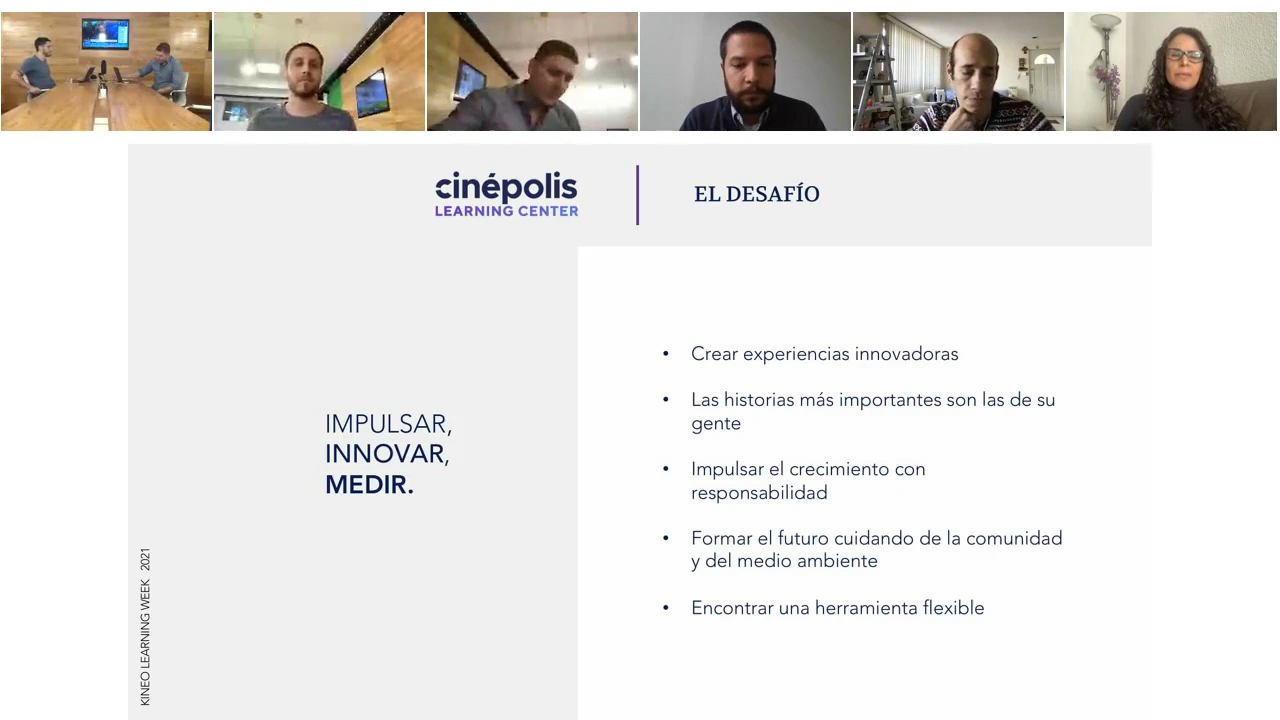 cinépolis
LEARNING CENTER
EL DESAFÍO
IMPULSAR,
INNOVAR,
MEDIR.
• Crear experiencias innovadoras
• Las historias más importantes son las de su
gente
• Impulsar el crecimiento con
responsabilidad
• Formar el futuro cuidando de la comunidad
y del medio ambiente
• Encontrar una herramienta flexible
KINEO LEARNING WEEK 2021